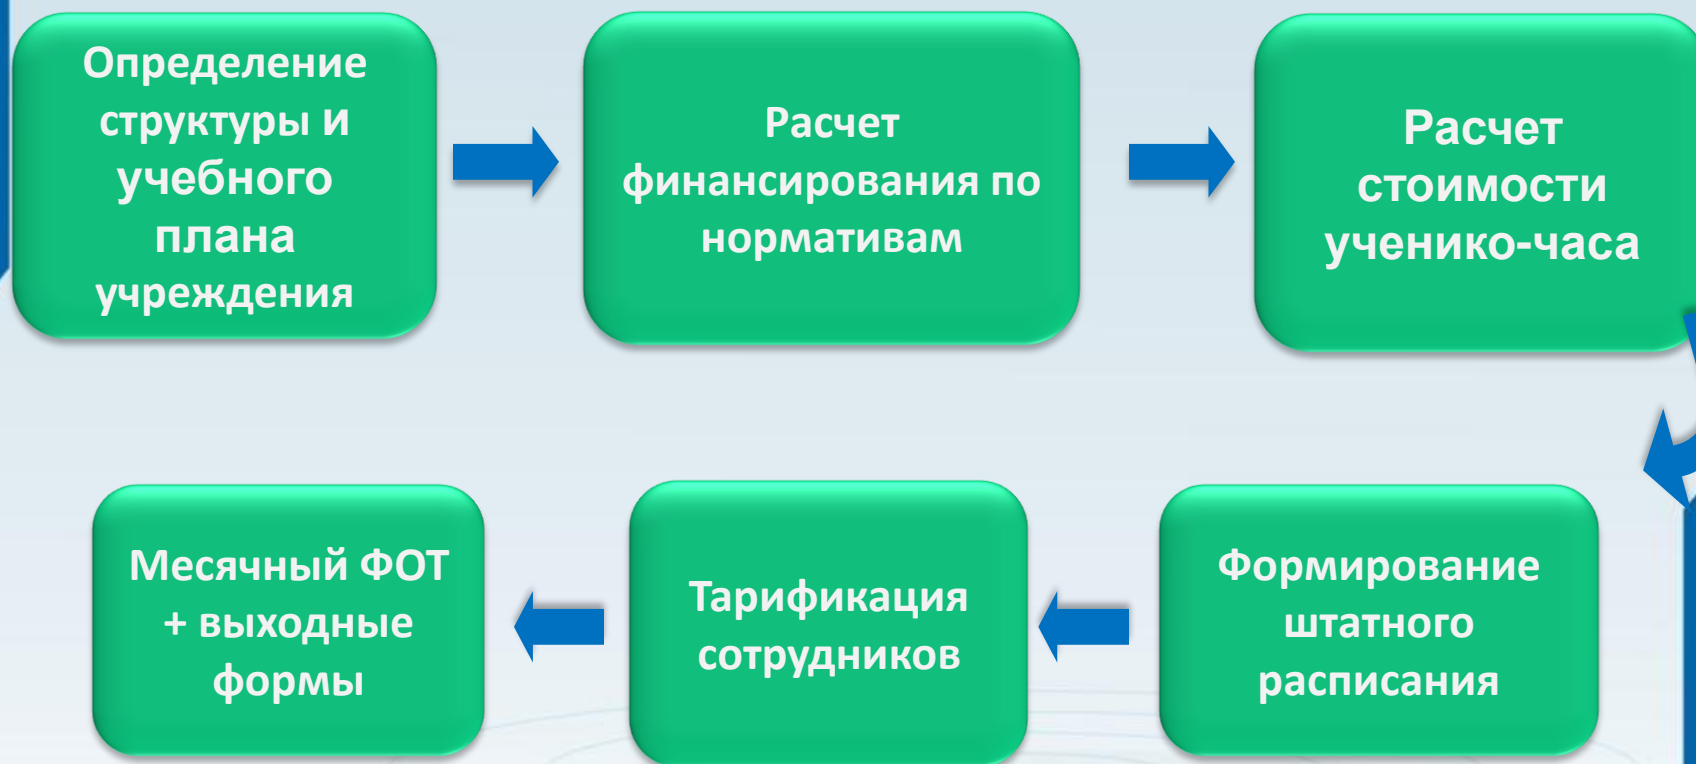 Определение
структуры и
учебного
плана
учреждения
Расчет
финансирования по
нормативам
Расчет
стоимости
ученико-часа
Формирование
штатного
расписания
Тарификация
сотрудников
Месячный ФОТ
+ выходные
формы